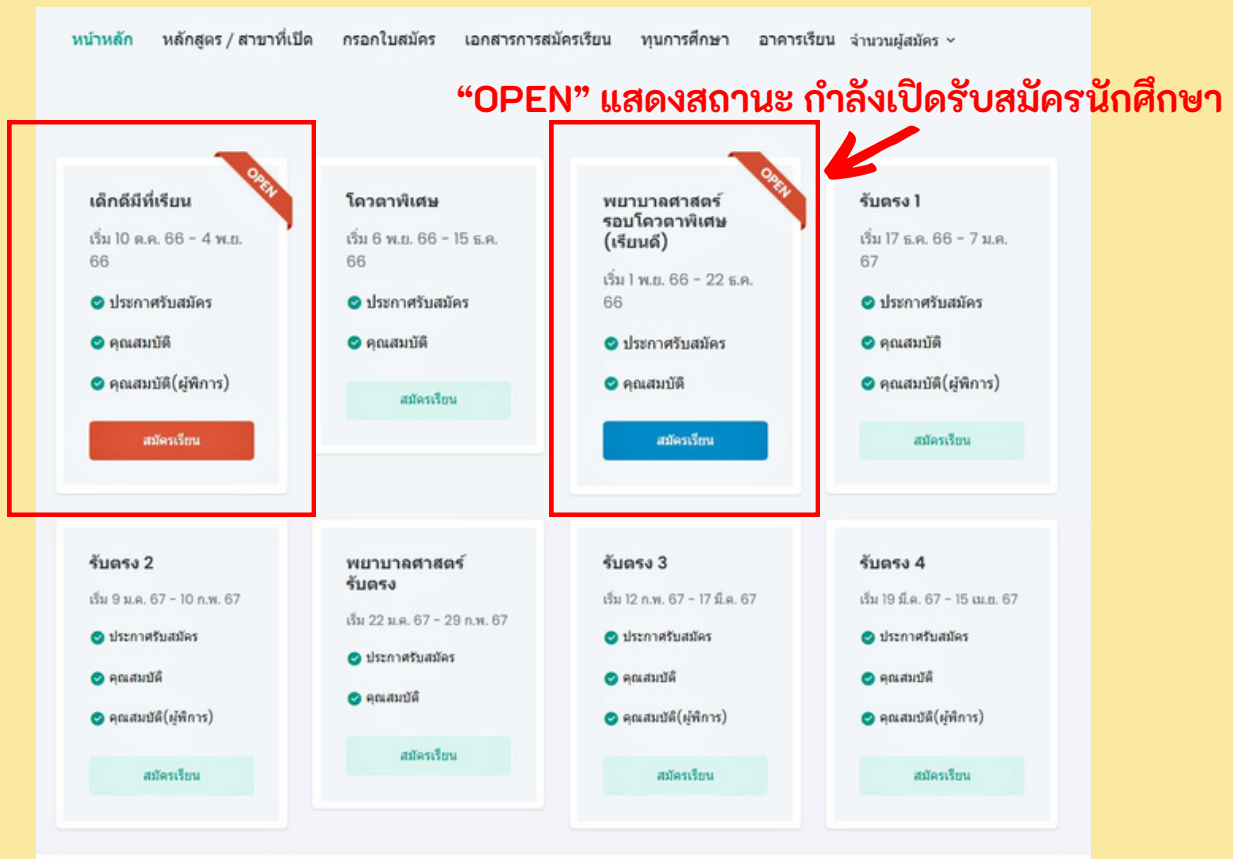 หน้าหลัก หลักสูตร / สาขาที่เปิด กรอกใบสมัคร เอกสารการสมัครเรียน ทุนการศึกษา อาคารเรียน จำนวนผู้สมัคร
“OPEN” แสดงสถานะ กำลังเปิดรับสมัครนักศึกษา
OPEN
เด็กดีมีที่เรียน
เริ่ม 10 ต.ค. 66 - 4 พ.ย.
66
ประกาศรับสมัคร
คุณสมบัติ
คุณสมบัติ(ผู้พิการ)
สมัครเรียน
โควตาพิเศษ
เริ่ม 6 พ.ย. 66 - 15 ธ.ค.
66
ประกาศรับสมัคร
คุณสมบัติ
สมัครเรียน
OPEN
พยาบาลศาสตร์
รอบโควตาพิเศษ
(เรียนดี)
เริ่ม 1 พ.ย. 66 - 22 ธ.ค.
66
ประกาศรับสมัคร
คุณสมบัติ
สมัครเรียน
รับตรง 1
เริ่ม 17 ธ.ค. 66 - 7 ม.ค.
67
ประกาศรับสมัคร
คุณสมบัติ
คุณสมบัติ(ผู้พิการ)
สมัครเรียน
รับตรง 2
เริ่ม 9 ม.ค. 67 - 10 ก.พ. 67
ประกาศรับสมัคร
คุณสมบัติ
คุณสมบัติ(ผู้พิการ)
สมัครเรียน
พยาบาลศาสตร์
รับตรง
เริ่ม 22 ม.ค. 67 - 29 ก.พ. 67
ประกาศรับสมัคร
คุณสมบัติ
สมัครเรียน
รับตรง 3
เริ่ม 12 ก.พ. 67 - 17 มี.ค. 67
ประกาศรับสมัคร
คุณสมบัติ
คุณสมบัติ(ผู้พิการ)
สมัครเรียน
รับตรง 4
เริ่ม 19 มี.ค. 67 - 15 เม.ย. 67
ประกาศรับสมัคร
คุณสมบัติ
คุณสมบัติ(ผู้พิการ)
สมัครเรียน